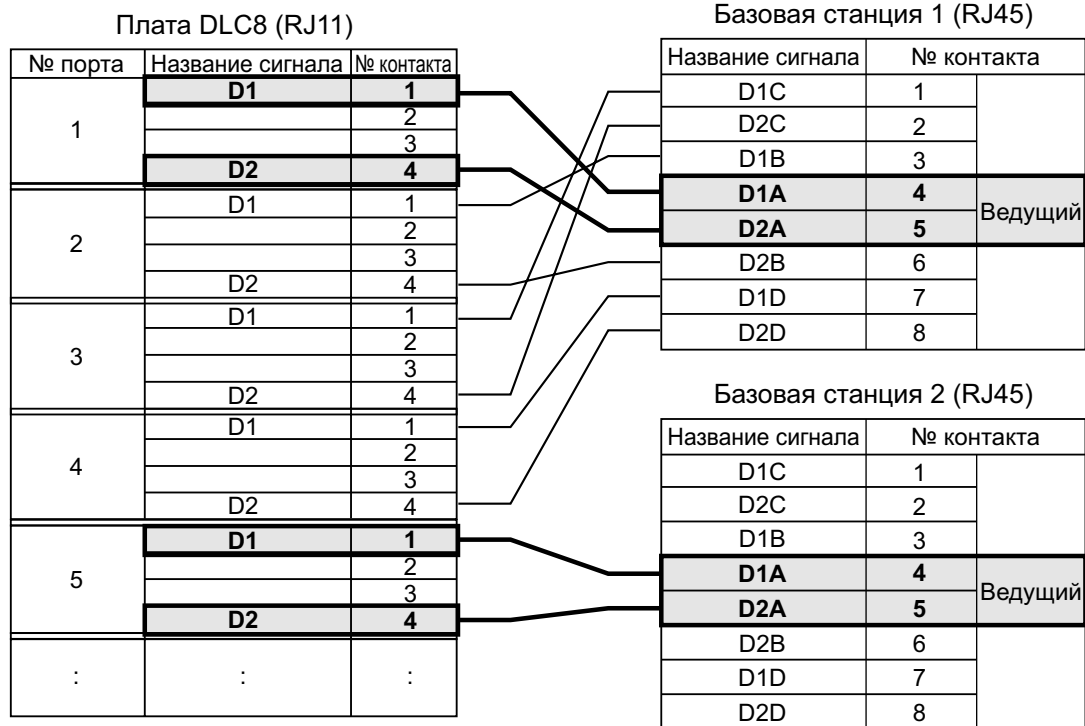 Плата DLC8 (RJ11)
№ порта Название сигнала № контакта
1 D1 1
2
3
D2 4
2 D1 1
2
3
D2 4
3 D1 1
2
3
D2 4
4 D1 1
2
3
D2 4
5 D1 1
2
3
D2 4
: : :
Базовая станция 1 (RJ45)
Название сигнала № контакта
D1C 1
D2C 2
D1B 3
D1A 4 Ведущий
D2A 5
D2B 6
D1D 7
D2D 8
Базовая станция 2 (RJ45)
Название сигнала № контакта
D1C 1
D2C 2
D1B 3
D1A 4 Ведущий
D2A 5
D2B 6
D1D 7
D2D 8